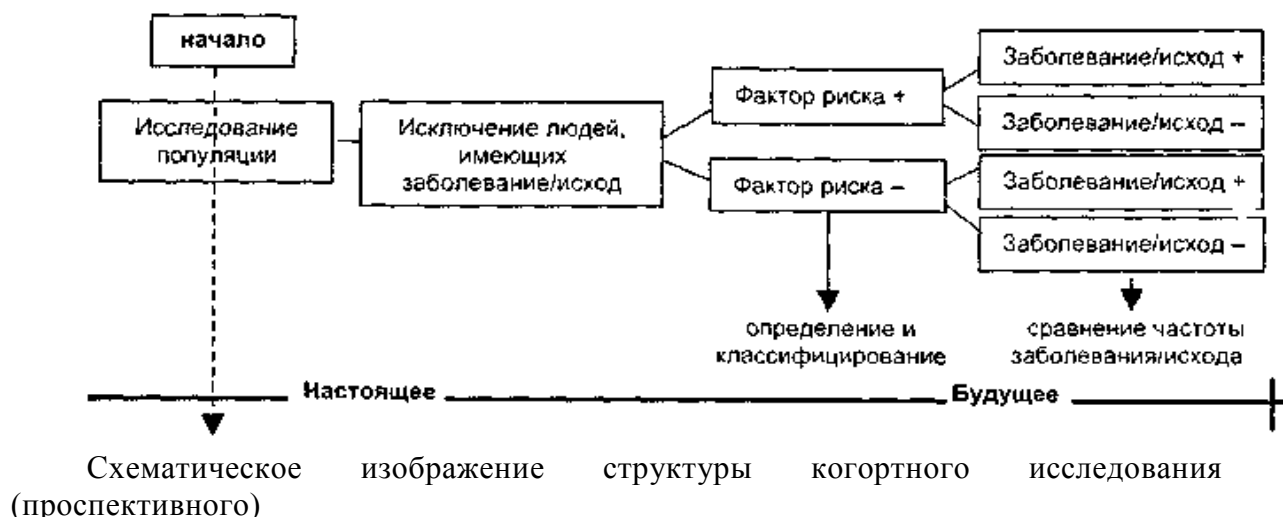 начало
Исследование
популяции
Исключение людей,
имеющих
заболевание/исход
Фактор риска +
Фактор риска –
Заболевание/исход +
Заболевание/исход –
Заболевание/исход +
Заболевание/исход –
определение и
классифицирование
сравнение частоты
заболевания/исхода
Настоящее
Будущее
Схематическое изображение структуры когортного исследования
(проспективного)